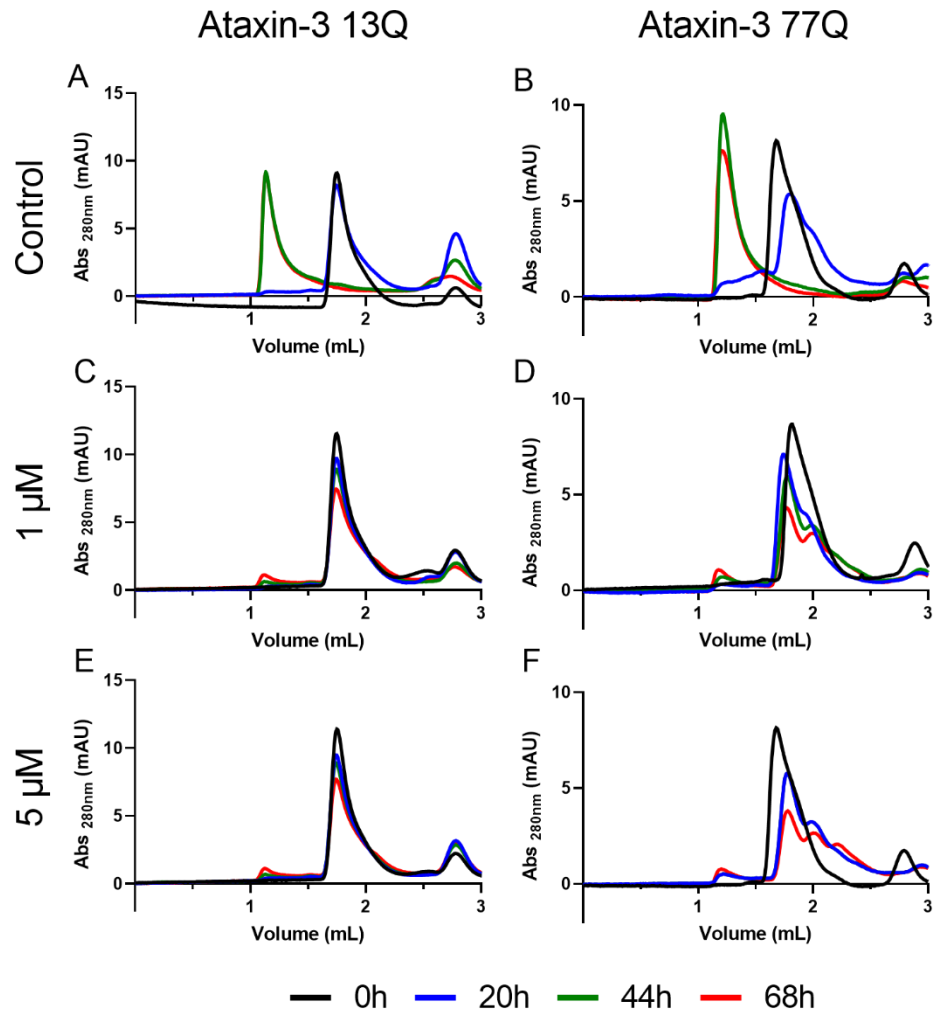 Ataxin-3 13Q
Ataxin-3 77Q
Control
A
Abs 280nm (mAU)
15
10
5
0
1
2
3
Volume (mL)
B
Abs 280nm (mAU)
10
5
0
1
2
3
Volume (mL)
1 µM
C
Abs 280nm (mAU)
15
10
5
0
1
2
3
Volume (mL)
D
Abs 280nm (mAU)
10
5
0
1
2
3
Volume (mL)
5 µM
E
Abs 280nm (mAU)
15
10
5
0
1
2
3
Volume (mL)
F
Abs 280nm (mAU)
10
5
0
1
2
3
Volume (mL)
0h
20h
44h
68h